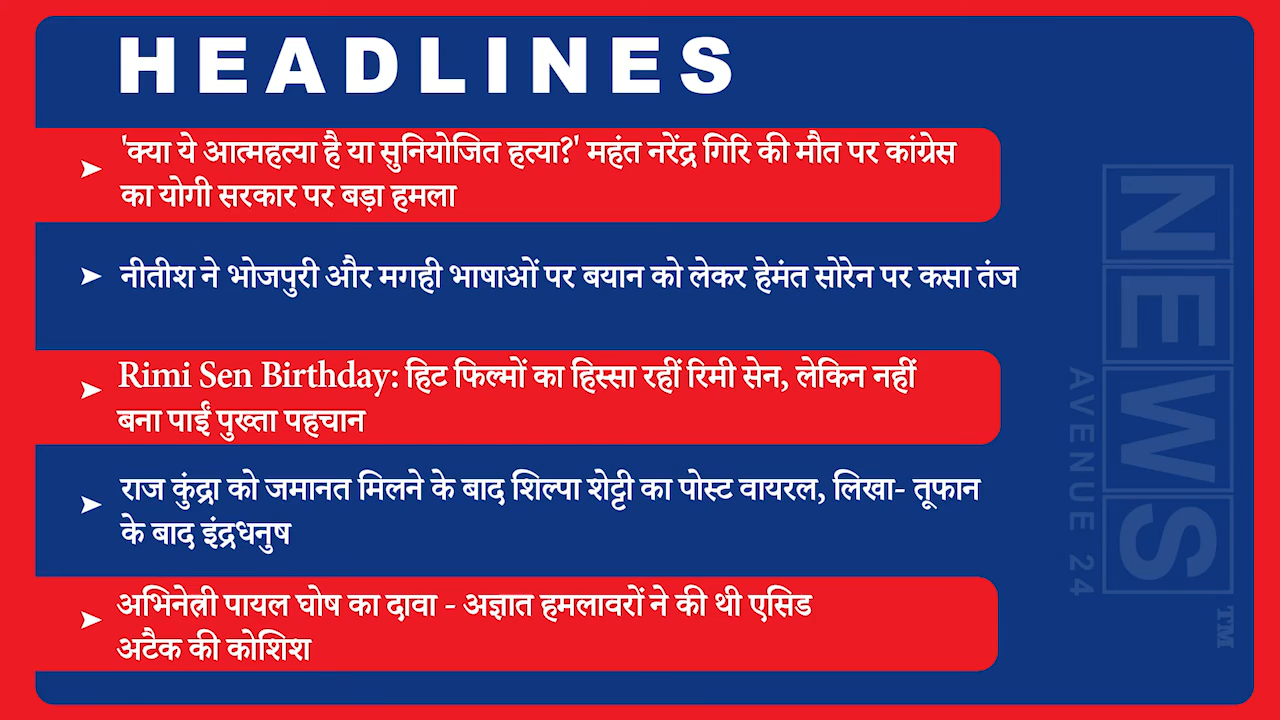 HEADLINES
'क्या ये आत्महत्या है या सुनियोजित हत्या?' महंत नरेंद्र गिरि की मौत पर कांग्रेस
का योगी सरकार पर बड़ा हमला
नीतीश ने भोजपुरी और मगही भाषाओं पर बयान को लेकर हेमंत सोरेन पर कसा तंज
Rimi Sen Birthday: हिट फिल्मों का हिस्सा रहीं रिमी सेन, लेकिन नहीं
बना पाईं पुख्ता पहचान
राज कुंद्रा को जमानत मिलने के बाद शिल्पा शेट्टी का पोस्ट वायरल, लिखा- तूफान
के बाद इंद्रधनुष
अभिनेत्री पायल घोष का दावा - अज्ञात हमलावरों ने की थी एसिड
अटैक की कोशिश
NEWS
AVENUE 24
TM